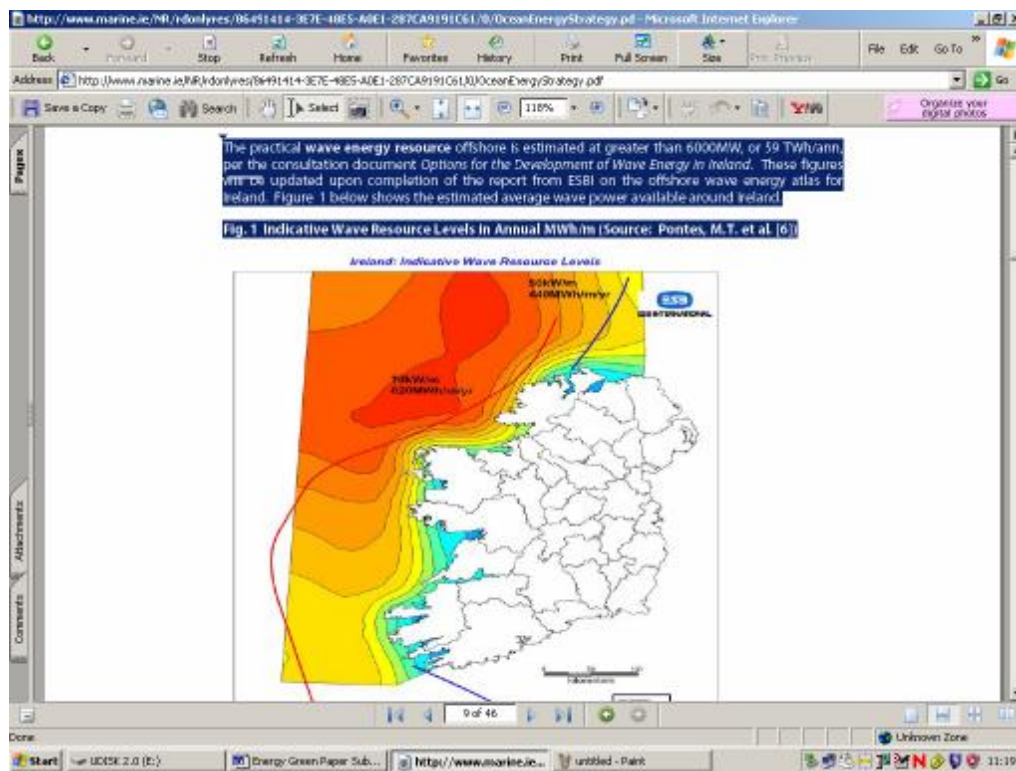 http://www.marine.ie/NR/rdonlyres/86491414-3E7E-48E5-A0E1-287CA9191C61/0/OceanEnergyStrategy.pd - Microsoft Internet Explorer
Back Forward Stop Refresh Home Favorites History Print Full Screen Size Print Preview File Edit Go To
Address http://www.marine.ie/NR/rdonlyres/86491414-3E7E-48E5-A0E1-287CA9191C61/0/OceanEnergyStrategy.pdf Go
Save a Copy Search Select 118% Organize your
digital photos
Pages
The practical wave energy resource offshore is estimated at greater than 6000MW, or 59 TWh/ann,
per the consultation document Options for the Development of Wave Energy in Ireland. These figures
will be updated upon completion of the report from ESBI on the offshore wave energy atlas for
Ireland. Figure 1 below shows the estimated average wave power available around Ireland.
Fig. 1 Indicative Wave Resource Levels in Annual MWh/m (Source: Pontes, M.T. et al. [6])
Ireland: Indicative Wave Resource Levels
50kW/m
440MWh/m/yr
ESB
INTERNATIONAL
70kW/m
620MWh/m/yr
Attachments
Comments
kilometers
9 of 46
Done Unknown Zone
Start UDISK 2.0 (E:) Energy Green Paper Sub... http://www.marine.ie... untitled - Paint 11:19